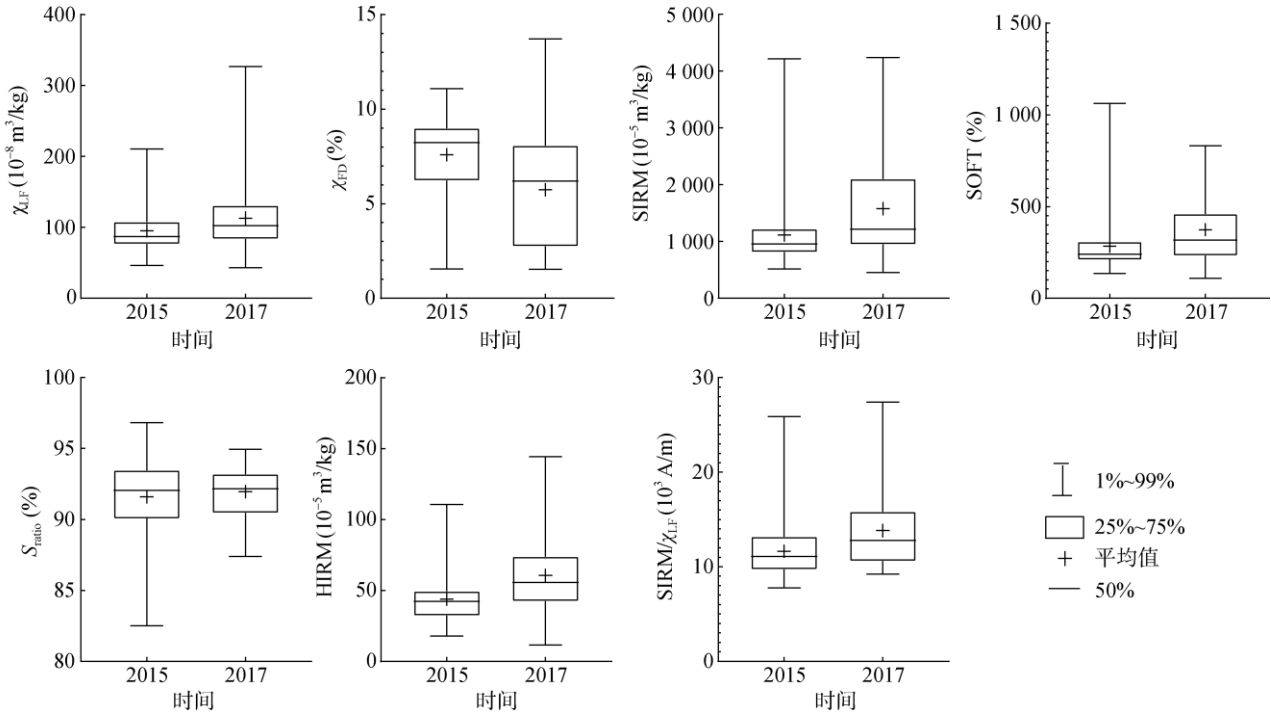 χLF (10⁻⁸ m³/kg)
400
300
200
100
0
2015 2017
时间
χFD (%)
15
10
5
0
2015 2017
时间
SIRM (10⁻⁵ m³/kg)
5 000
4 000
3 000
2 000
1 000
0
2015 2017
时间
SOFT (%)
1 500
1 000
500
0
2015 2017
时间
Sratio (%)
100
95
90
85
80
2015 2017
时间
HIRM (10⁻⁵ m³/kg)
200
150
100
50
0
2015 2017
时间
SIRM/χLF (10³ A/m)
30
20
10
0
2015 2017
时间
1%~99%
25%~75%
平均值
50%